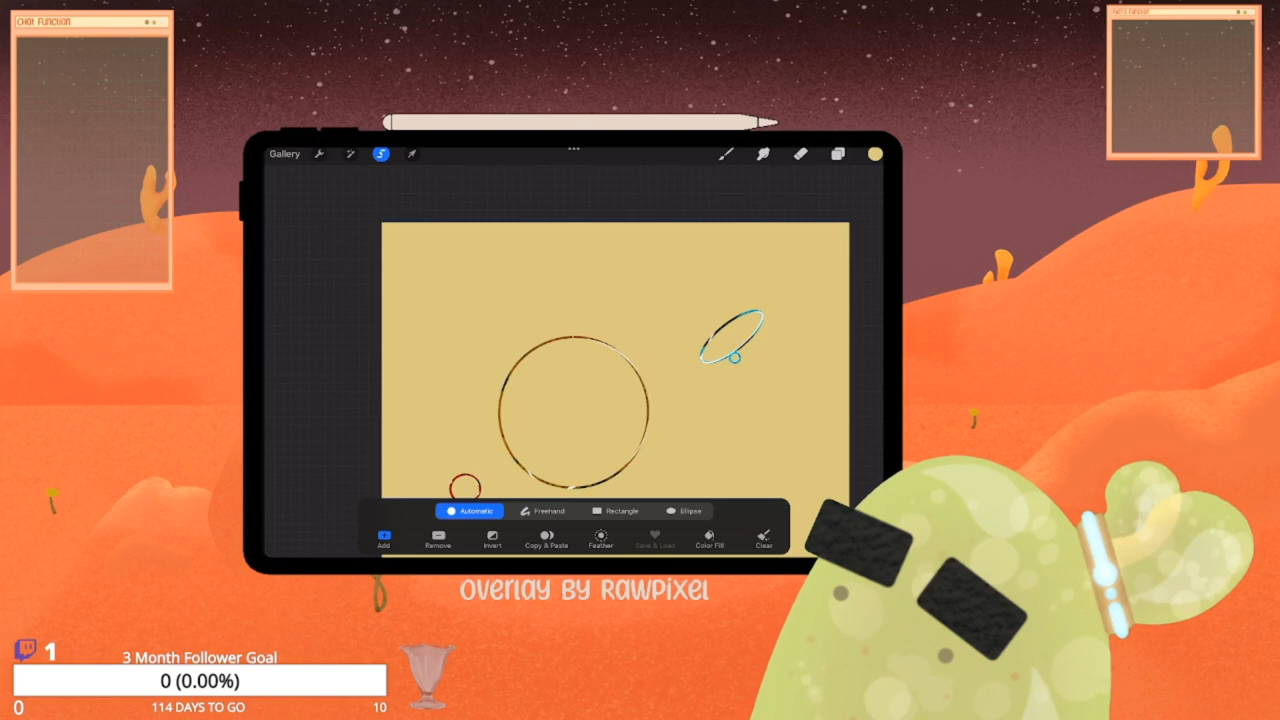 Chat Function
Gallery
Automatic
Freehand
Rectangle
Ellipse
Add
Remove
Invert
Copy & Paste
Feather
Save & Load
Color Fill
Clear
Overlay by Rawpixel
1
3 Month Follower Goal
0 (0.00%)
0
114 DAYS TO GO
10